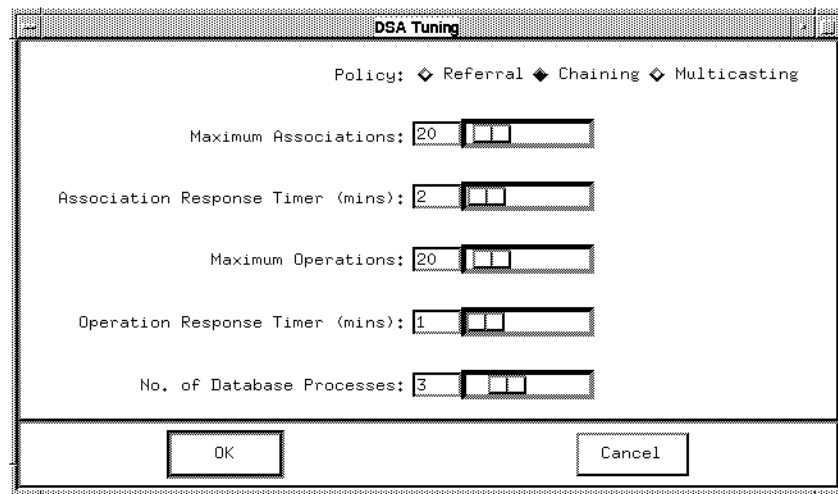 DSA Tuning
Policy: Referral Chaining Multicasting
Maximum Associations: 20
Association Response Timer (mins): 2
Maximum Operations: 20
Operation Response Timer (mins): 1
No. of Database Processes: 3
OK Cancel